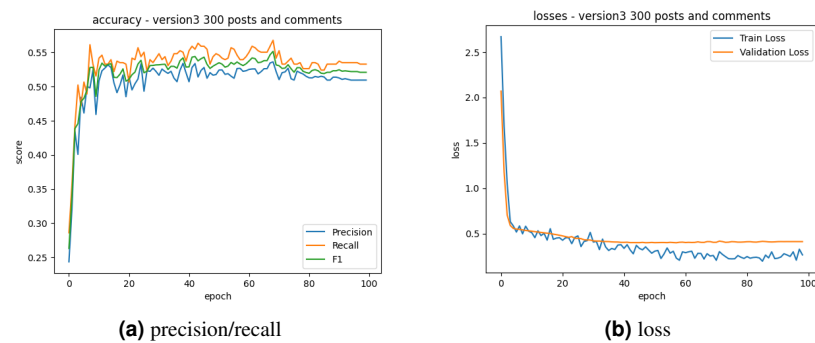 accuracy - version3 300 posts and comments
0.55
0.50
0.45
0.40
0.35
0.30
0.25
score
Precision
Recall
F1
0 20 40 60 80 100
epoch
(a) precision/recall
losses - version3 300 posts and comments
Train Loss
Validation Loss
2.5
2.0
1.5
1.0
0.5
loss
0 20 40 60 80 100
epoch
(b) loss